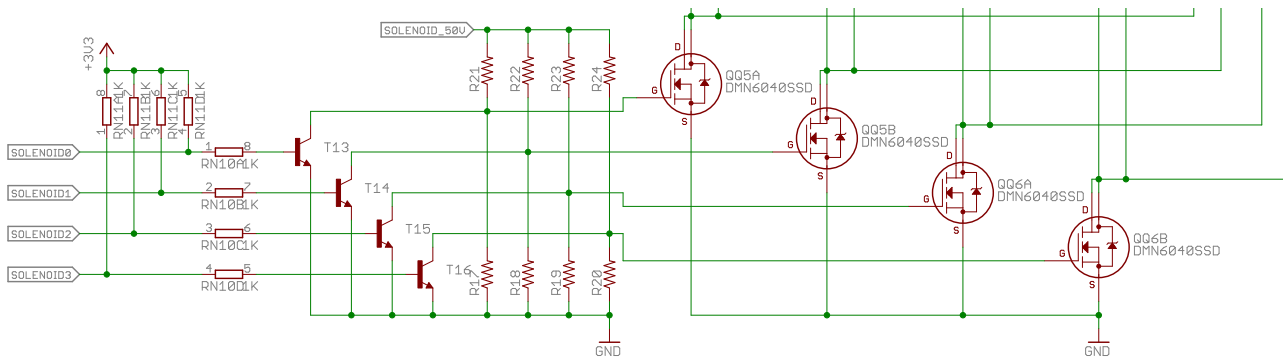 SOLENOID_50V
+3V3
R21
R22
R23
R24
D
QQ5A
DMN6040SSD
G
S
8
RN11A1K
1
7
RN11B1K
2
6
RN11C1K
3
5
RN11D1K
4
D
QQ5B
DMN6040SSD
G
S
SOLENOID0
1
8
RN10A1K
T13
SOLENOID1
2
7
RN10B1K
T14
D
QQ6A
DMN6040SSD
G
S
SOLENOID2
3
6
RN10C1K
T15
SOLENOID3
4
5
RN10D1K
T16
R17
R18
R19
R20
D
QQ6B
DMN6040SSD
G
S
GND
GND